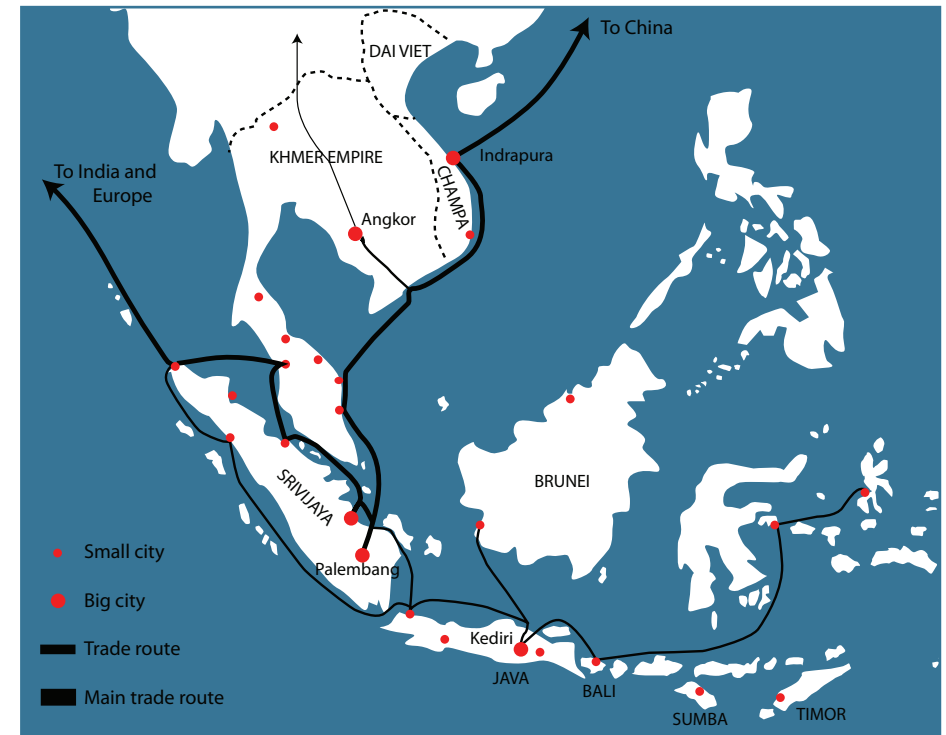 To China
DAI VIET
Indrapura
KHMER EMPIRE
To India and
Europe
CHAMPA
Angkor
SRIVIJAYA
BRUNEI
Small city
Palembang
Big city
Kediri
Trade route
JAVA
BALI
Main trade route
SUMBA
TIMOR